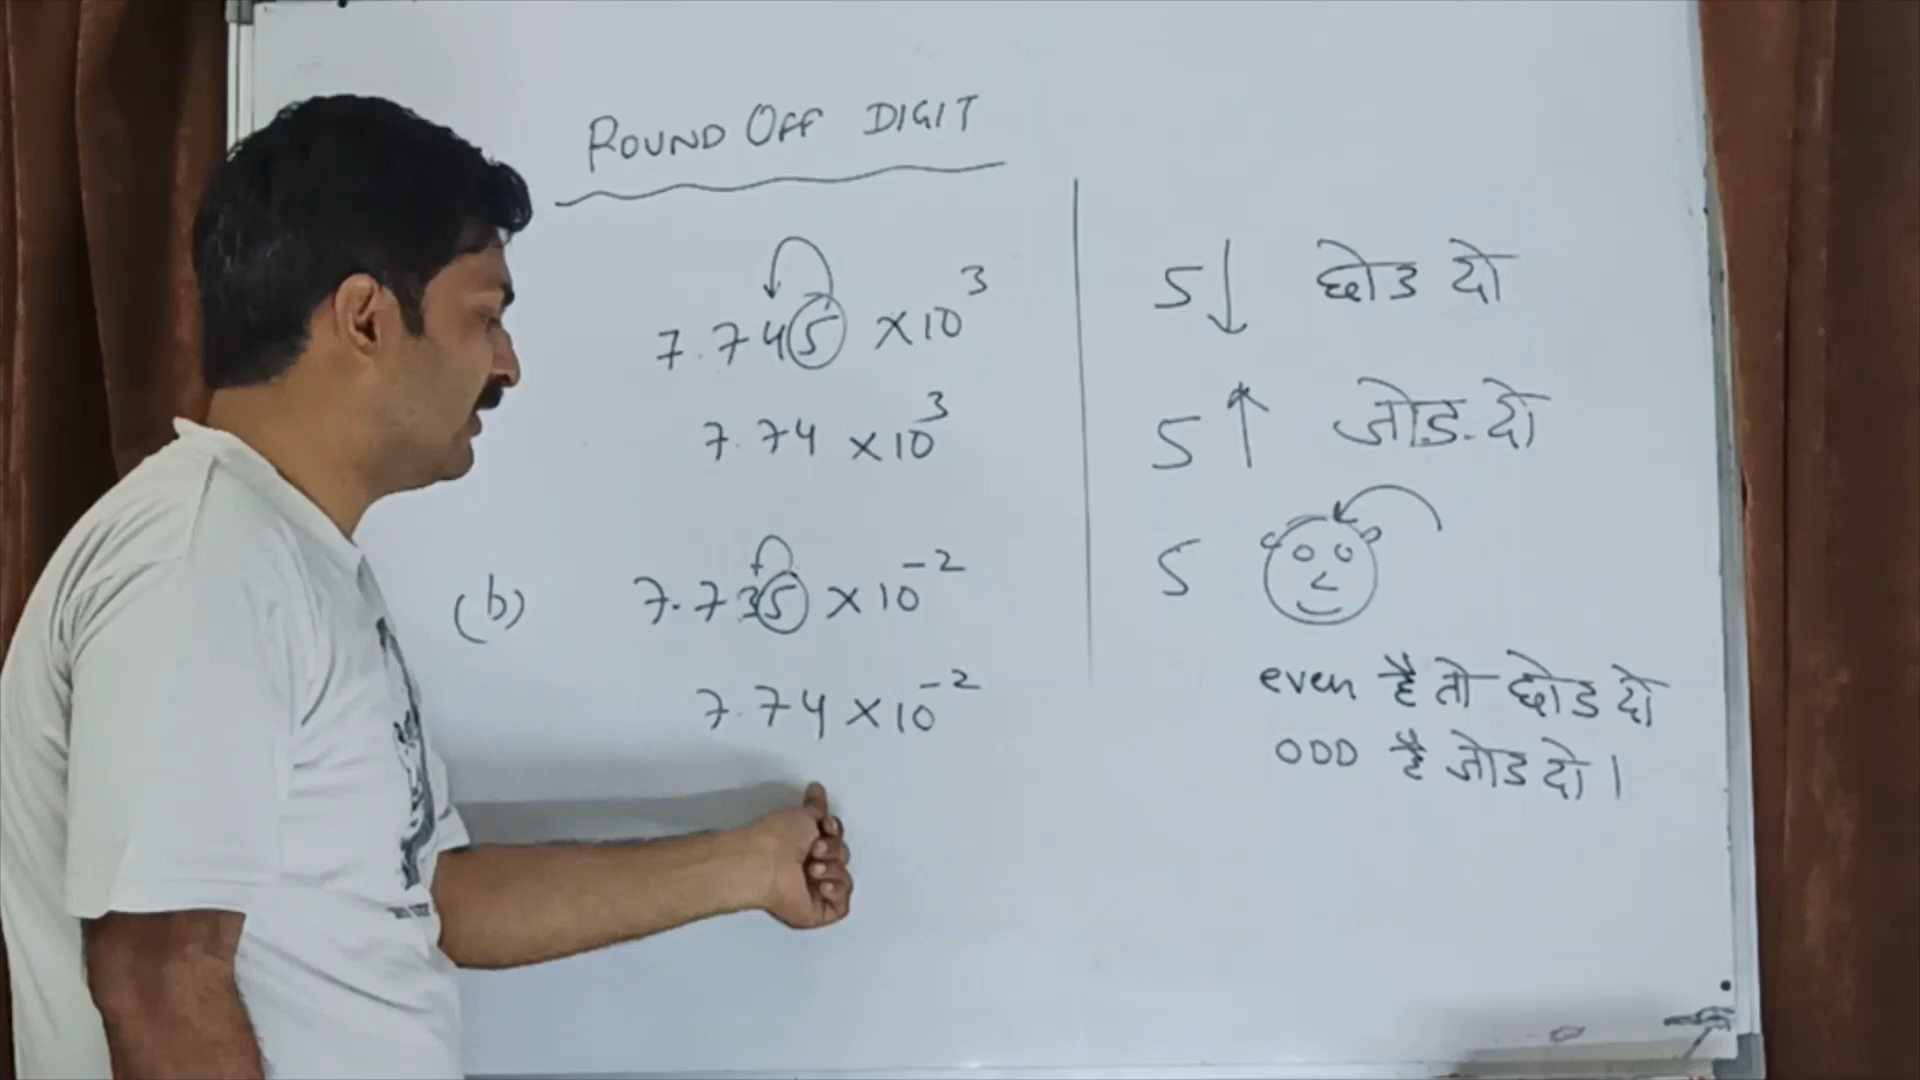 ROUND OFF DIGIT
7.745 ×10³
7.74 ×10³
(b) 7.735 ×10⁻²
7.74 ×10⁻²
5↓ छोड दो
5↑ जोड दो
5
even है तो छोड दो
ODD है जोड दो।